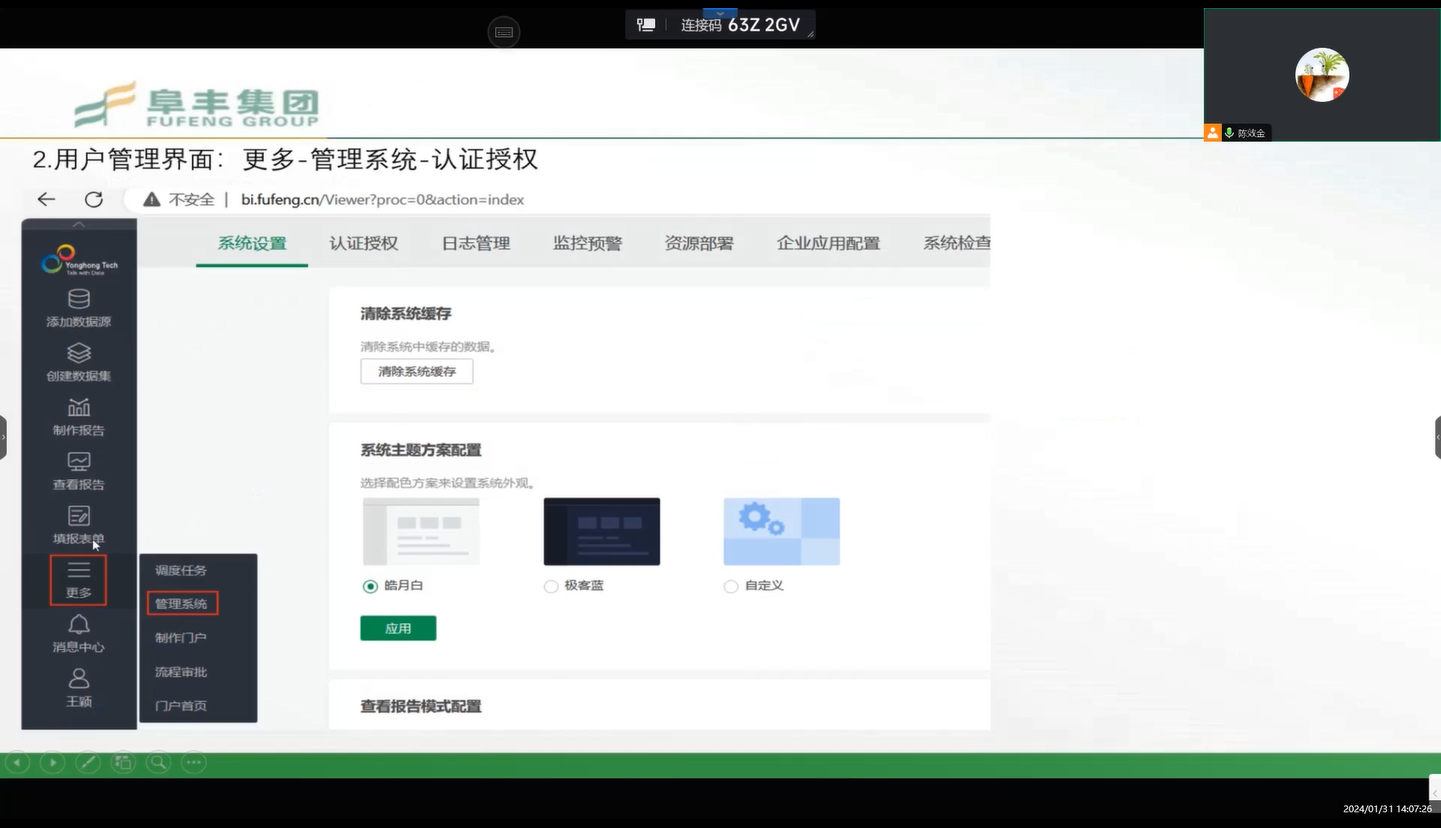 连接码 63Z 2GV
陈效金
阜丰集团
FUFENG GROUP
2.用户管理界面：更多-管理系统-认证授权
不安全 | bi.fufeng.cn/Viewer?proc=0&action=index
Yonghong Tech
Talk with Data
系统设置 认证授权 日志管理 监控预警 资源部署 企业应用配置 系统检查
添加数据源
创建数据集
制作报告
查看报告
填报表单
更多
消息中心
王颖
调度任务
管理系统
制作门户
流程审批
门户首页
清除系统缓存
清除系统中缓存的数据。
清除系统缓存
系统主题方案配置
选择配色方案来设置系统外观。
皓月白 极客蓝 自定义
应用
查看报告模式配置
2024/01/31 14:07:26